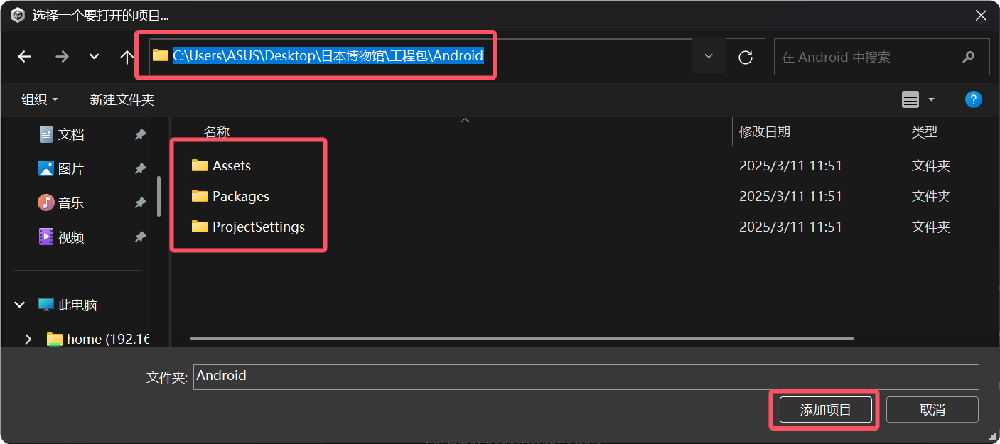 选择一个要打开的项目...
C:\Users\ASUS\Desktop\日本博物馆\工程包\Android
在 Android 中搜索
组织 新建文件夹
名称 修改日期 类型
文档
图片
音乐
视频
此电脑
home (192.16
Assets 2025/3/11 11:51 文件夹
Packages 2025/3/11 11:51 文件夹
ProjectSettings 2025/3/11 11:51 文件夹
文件夹: Android
添加项目 取消